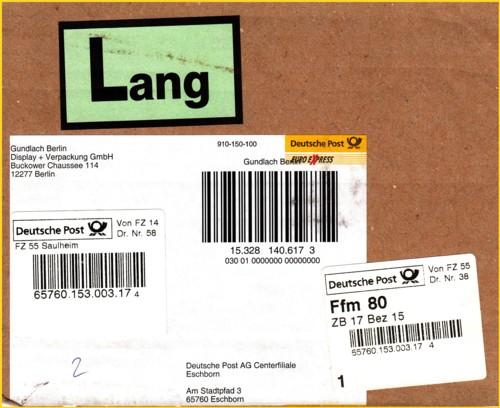 Lang
910-150-100
Deutsche Post
EURO EXPRESS
Gundlach Berlin
Gundlach Berlin
Display + Verpackung GmbH
Buckower Chaussee 114
12277 Berlin
15.328 140.617 3
030 01 0000000 00000000
Deutsche Post
Von FZ 14
Dr. Nr. 58
FZ 55 Saulheim
65760.153.003.17 4
Deutsche Post
Von FZ 55
Dr. Nr. 38
Ffm 80
ZB 17 Bez 15
65760.153.003.17 4
1
2
Deutsche Post AG Centerfiliale
Eschborn
Am Stadtpfad 3
65760 Eschborn